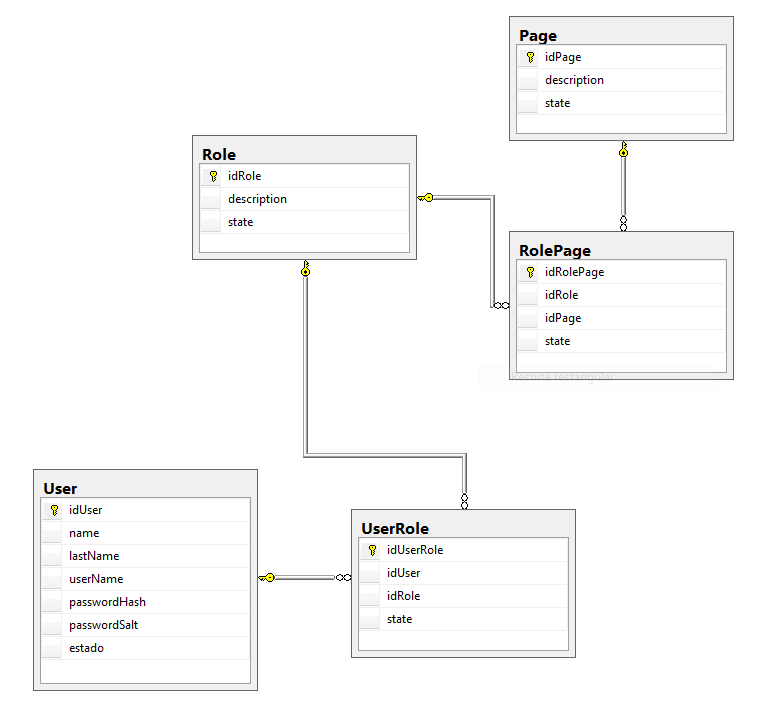 Page
idPage
description
state
Role
idRole
description
state
RolePage
idRolePage
idRole
idPage
state
Recorte rectangular
User
idUser
name
lastName
userName
passwordHash
passwordSalt
estado
UserRole
idUserRole
idUser
idRole
state